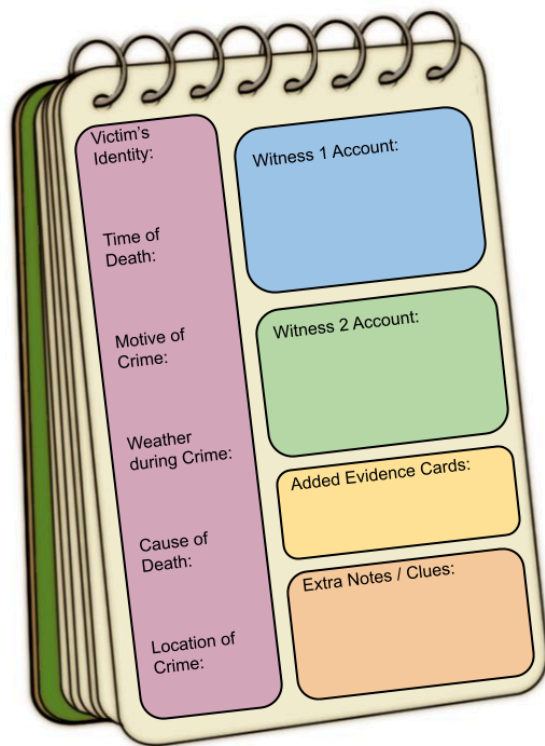 Victim's
Identity:
Time of
Death:
Motive of
Crime:
Weather
during Crime:
Cause of
Death:
Location of
Crime:
Witness 1 Account:
Witness 2 Account:
Added Evidence Cards:
Extra Notes / Clues: